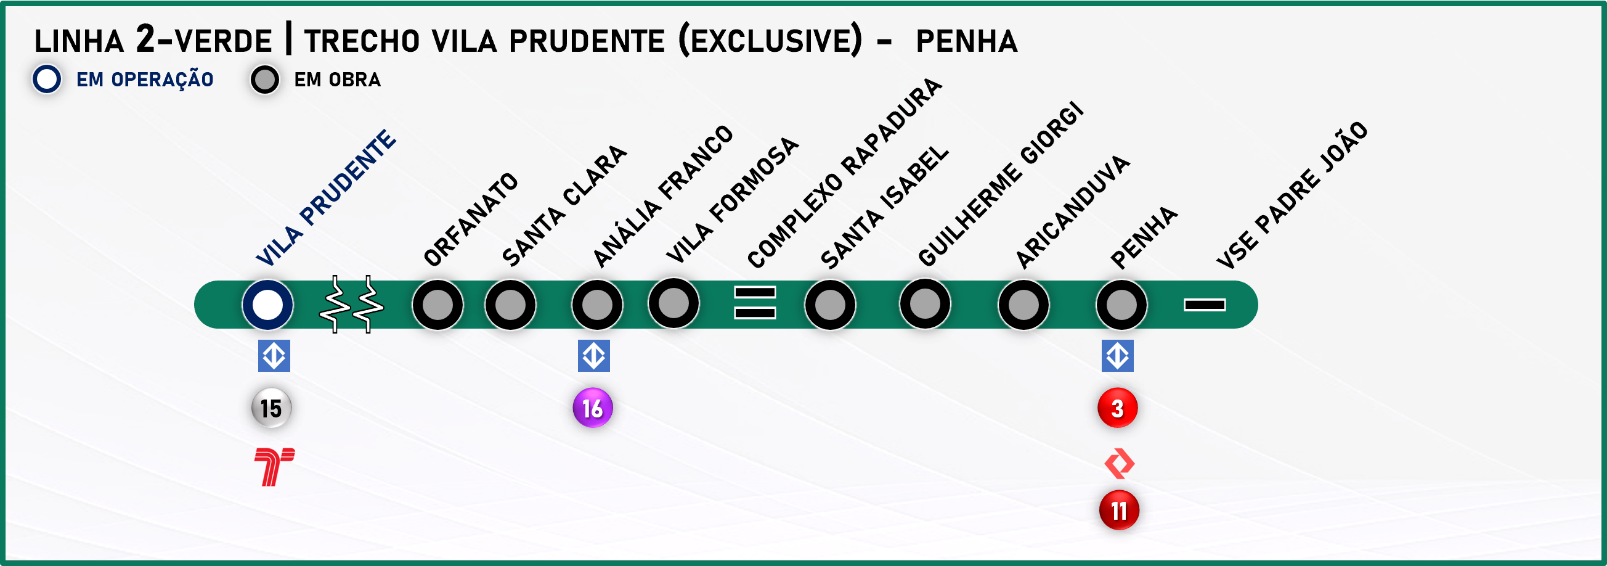 LINHA 2-VERDE | TRECHO VILA PRUDENTE (EXCLUSIVE) - PENHA
EM OPERAÇÃO
EM OBRA
VILA PRUDENTE
ORFANATO
SANTA CLARA
ANÁLIA FRANCO
VILA FORMOSA
COMPLEXO RAPADURA
SANTA ISABEL
GUILHERME GIORGI
ARICANDUVA
PENHA
VSE PADRE JOÃO
15
16
3
11